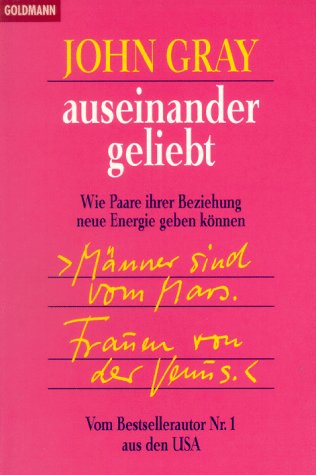 GOLDMANN
JOHN GRAY
auseinander
geliebt
Wie Paare ihrer Beziehung
neue Energie geben können
>Männer sind
vom Mars.
Frauen von
der Venus.<
Vom Bestsellerautor Nr. 1
aus den USA